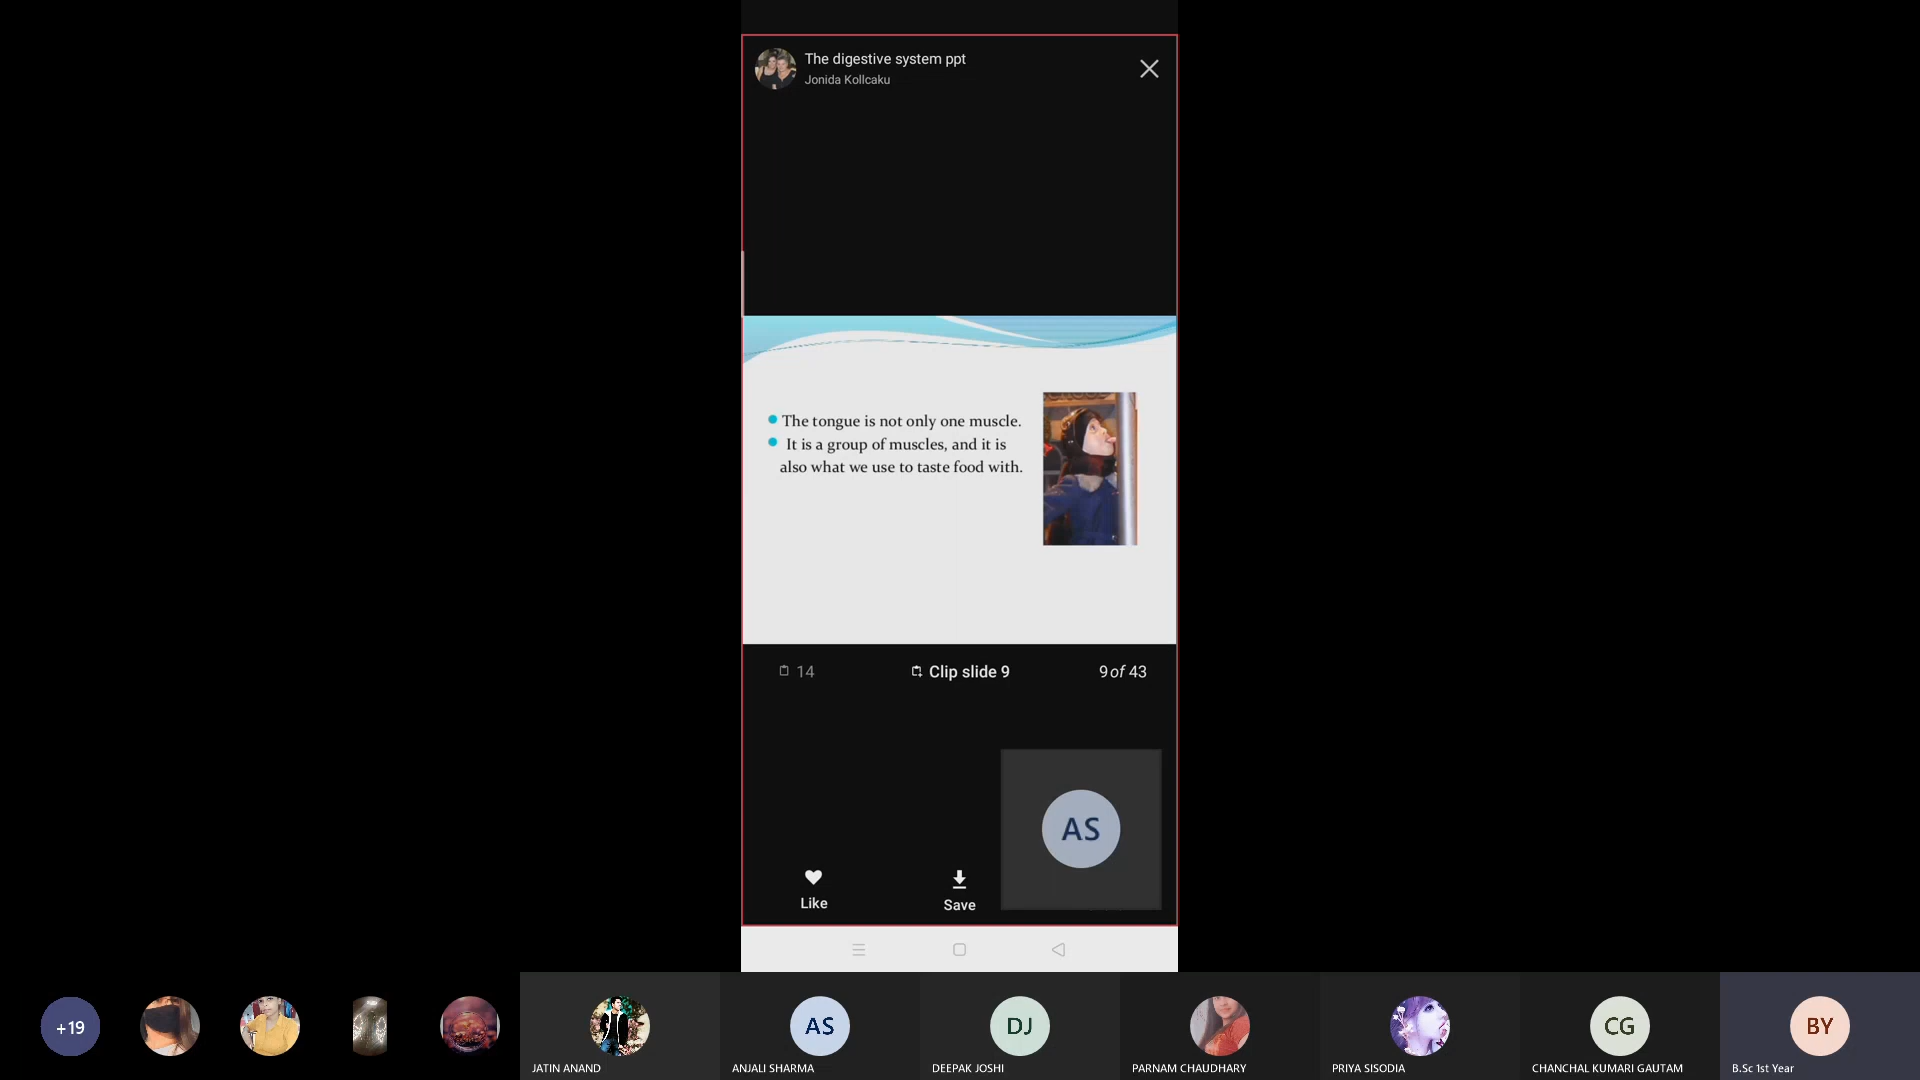 The digestive system ppt
Jonida Kollcaku
The tongue is not only one muscle.
It is a group of muscles, and it is
also what we use to taste food with.
14
Clip slide 9
9 of 43
AS
Like
Save
+19
AS
DJ
CG
BY
JATIN ANAND
ANJALI SHARMA
DEEPAK JOSHI
PARNAM CHAUDHARY
PRIYA SISODIA
CHANCHAL KUMARI GAUTAM
B.Sc 1st Year